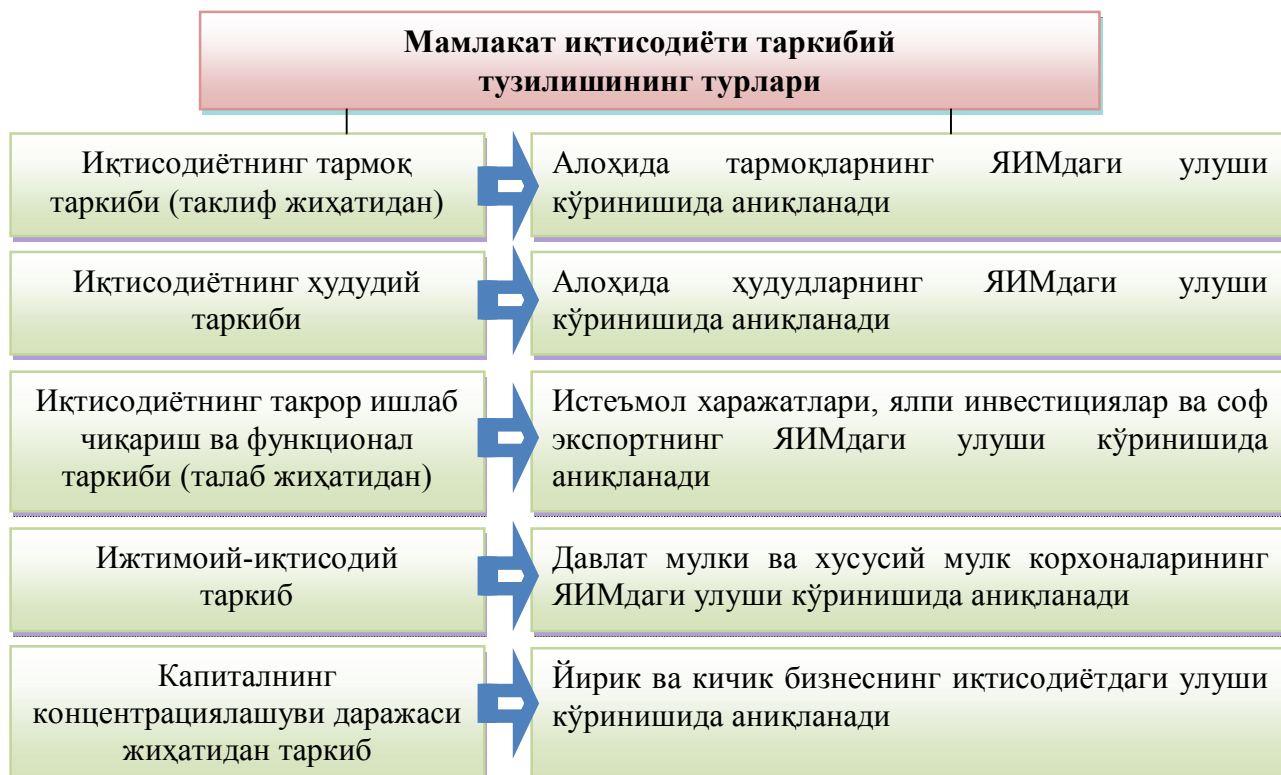 Мамлакат иқтисодиёти таркибий
тузилишининг турлари
Иқтисодиётнинг тармоқ
таркиби (таклиф жиҳатидан)
Алоҳида тармоқларнинг ЯИМдаги улуши
кўринишида аниқланади
Иқтисодиётнинг ҳудудий
таркиби
Алоҳида ҳудудларнинг ЯИМдаги улуши
кўринишида аниқланади
Иқтисодиётнинг такрор ишлаб
чиқариш ва функционал
таркиби (талаб жиҳатидан)
Истеъмол харажатлари, ялпи инвестициялар ва соф
экспортнинг ЯИМдаги улуши кўринишида
аниқланади
Ижтимоий-иқтисодий
таркиб
Давлат мулки ва хусусий мулк корхоналарининг
ЯИМдаги улуши кўринишида аниқланади
Капиталнинг
концентрациялашуви даражаси
жиҳатидан таркиб
Йирик ва кичик бизнеснинг иқтисодиётдаги улуши
кўринишида аниқланади